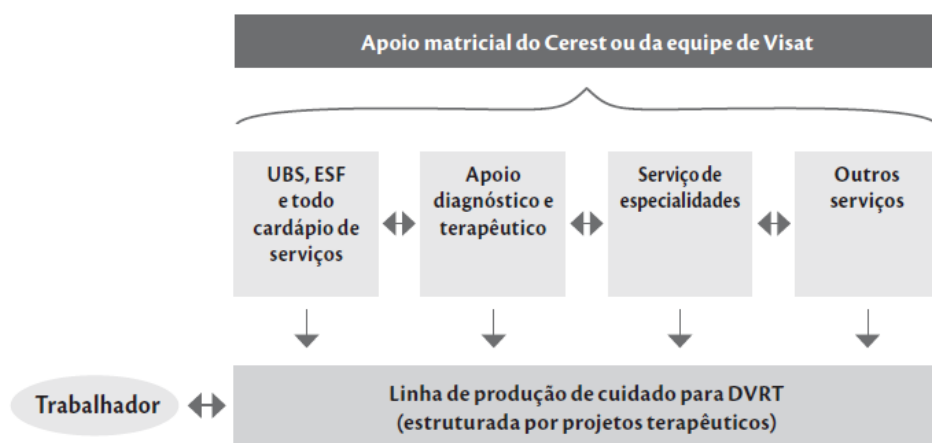 Apoio matricial do Cerest ou da equipe de Visat
UBS, ESF
e todo
cardápio de
serviços
Apoio
diagnóstico e
terapêutico
Serviço de
especialidades
Outros
serviços
Trabalhador
Linha de produção de cuidado para DVRT
(estruturada por projetos terapêuticos)